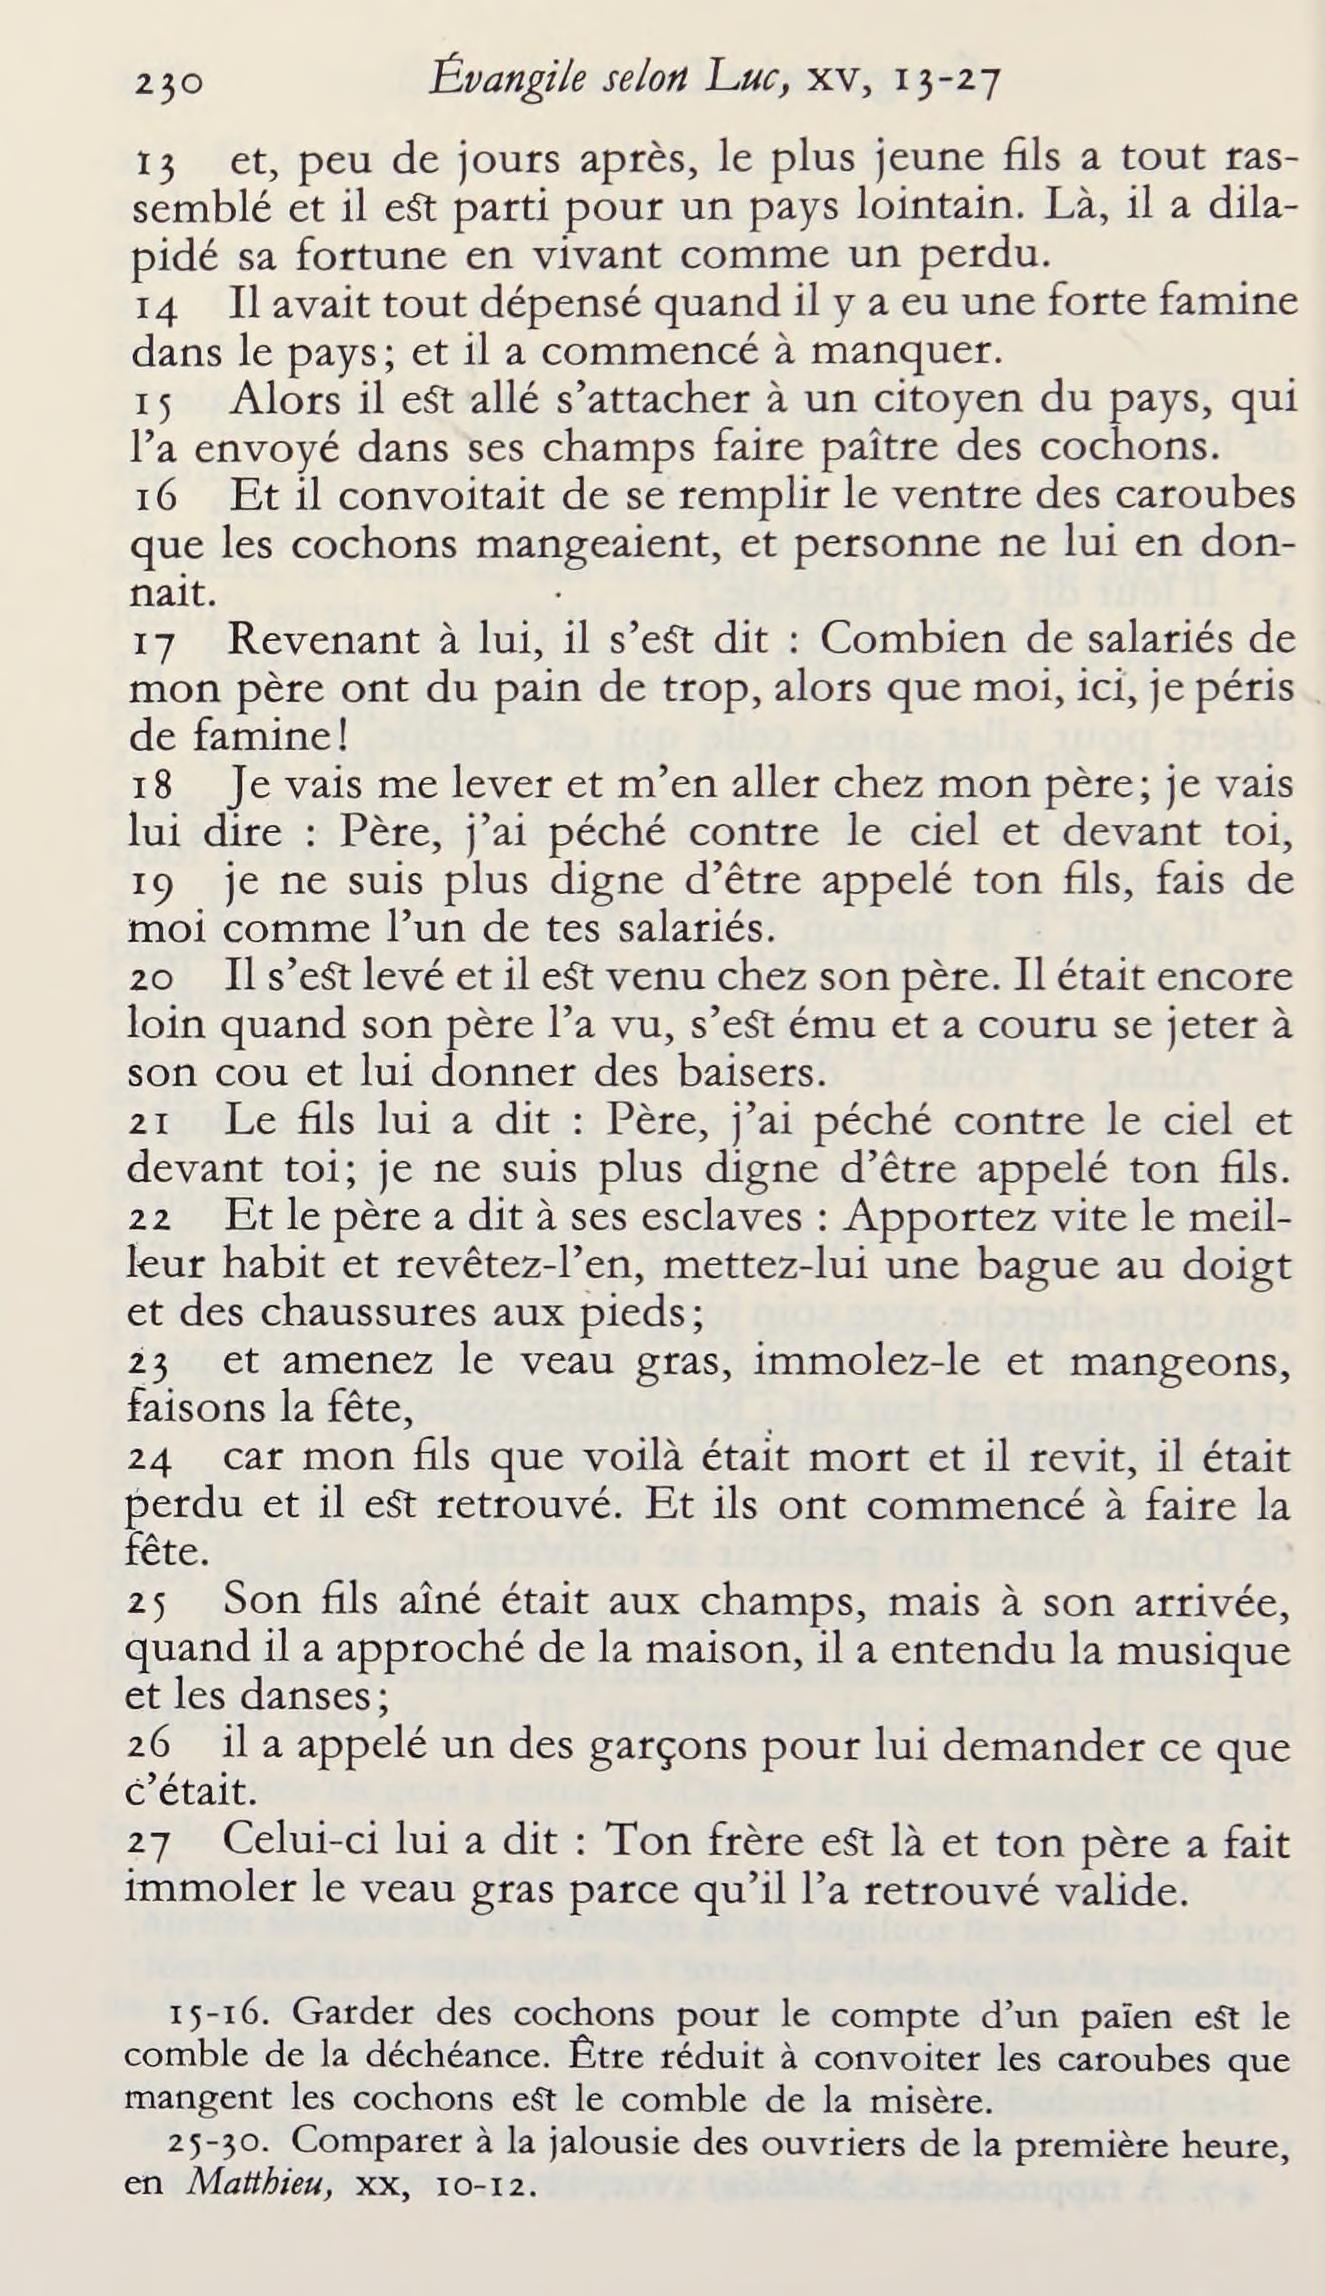 230 Évangile selon Luc, XV, 13-27
13 et, peu de jours après, le plus jeune fils a tout ras-
semblé et il est parti pour un pays lointain. Là, il a dila-
pidé sa fortune en vivant comme un perdu.
14 Il avait tout dépensé quand il y a eu une forte famine
dans le pays; et il a commencé à manquer.
15 Alors il est allé s’attacher à un citoyen du pays, qui
l’a envoyé dans ses champs faire paître des cochons.
16 Et il convoitait de se remplir le ventre des caroubes
que les cochons mangeaient, et personne ne lui en don-
nait.
17 Revenant à lui, il s’est dit : Combien de salariés de
mon père ont du pain de trop, alors que moi, ici, je péris
de famine!
18 Je vais me lever et m’en aller chez mon père; je vais
lui dire : Père, j’ai péché contre le ciel et devant toi,
19 je ne suis plus digne d’être appelé ton fils, fais de
moi comme l’un de tes salariés.
20 Il s’est levé et il est venu chez son père. Il était encore
loin quand son père l’a vu, s’est ému et a couru se jeter à
son cou et lui donner des baisers.
21 Le fils lui a dit : Père, j’ai péché contre le ciel et
devant toi; je ne suis plus digne d’être appelé ton fils.
22 Et le père a dit à ses esclaves : Apportez vite le meil-
leur habit et revêtez-l’en, mettez-lui une bague au doigt
et des chaussures aux pieds;
23 et amenez le veau gras, immolez-le et mangeons,
faisons la fête,
24 car mon fils que voilà était mort et il revit, il était
perdu et il est retrouvé. Et ils ont commencé à faire la
fête.
25 Son fils aîné était aux champs, mais à son arrivée,
quand il a approché de la maison, il a entendu la musique
et les danses;
26 il a appelé un des garçons pour lui demander ce que
c’était.
27 Celui-ci lui a dit : Ton frère est là et ton père a fait
immoler le veau gras parce qu’il l’a retrouvé valide.
15-16. Garder des cochons pour le compte d’un païen est le
comble de la déchéance. Être réduit à convoiter les caroubes que
mangent les cochons est le comble de la misère.
25-30. Comparer à la jalousie des ouvriers de la première heure,
en Matthieu, XX, 10-12.